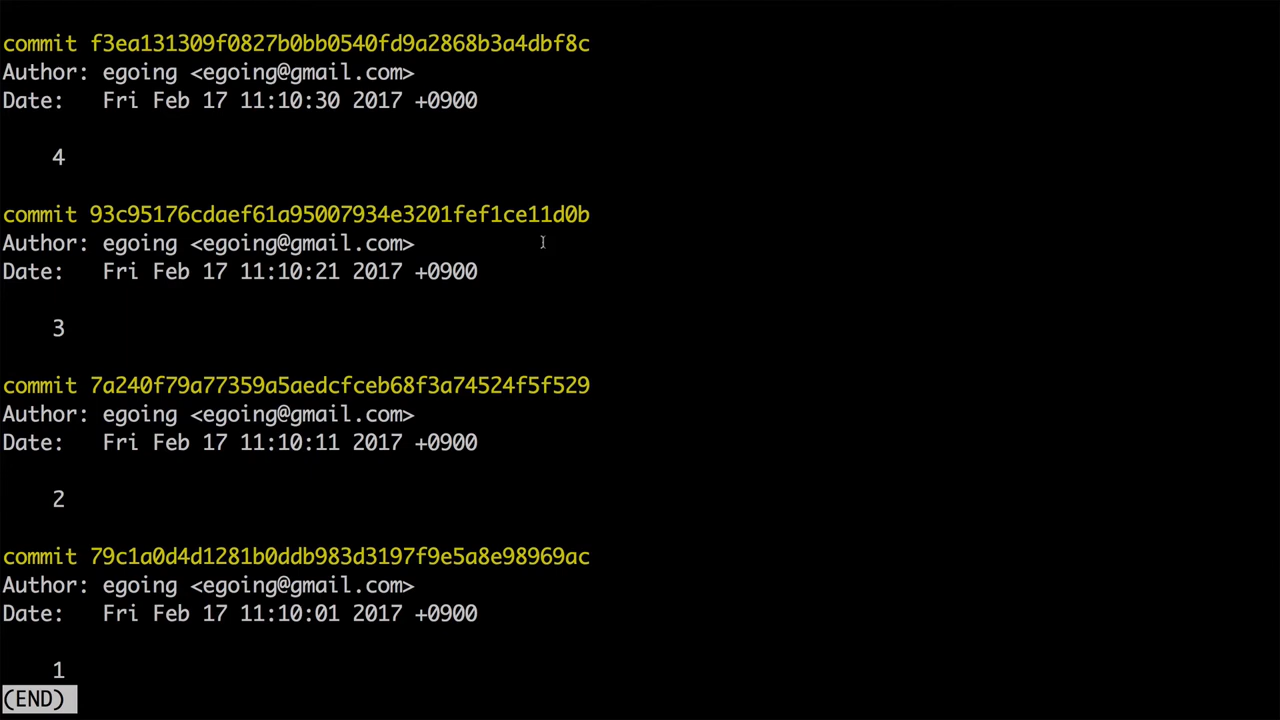 commit f3ea131309f0827b0bb0540fd9a2868b3a4dbf8c
Author: egoing <egoing@gmail.com>
Date:   Fri Feb 17 11:10:30 2017 +0900
    4
commit 93c95176cdaef61a95007934e3201fef1ce11d0b
Author: egoing <egoing@gmail.com>
Date:   Fri Feb 17 11:10:21 2017 +0900
    3
commit 7a240f79a77359a5aedcfceb68f3a74524f5f529
Author: egoing <egoing@gmail.com>
Date:   Fri Feb 17 11:10:11 2017 +0900
    2
commit 79c1a0d4d1281b0ddb983d3197f9e5a8e98969ac
Author: egoing <egoing@gmail.com>
Date:   Fri Feb 17 11:10:01 2017 +0900
    1
(END)